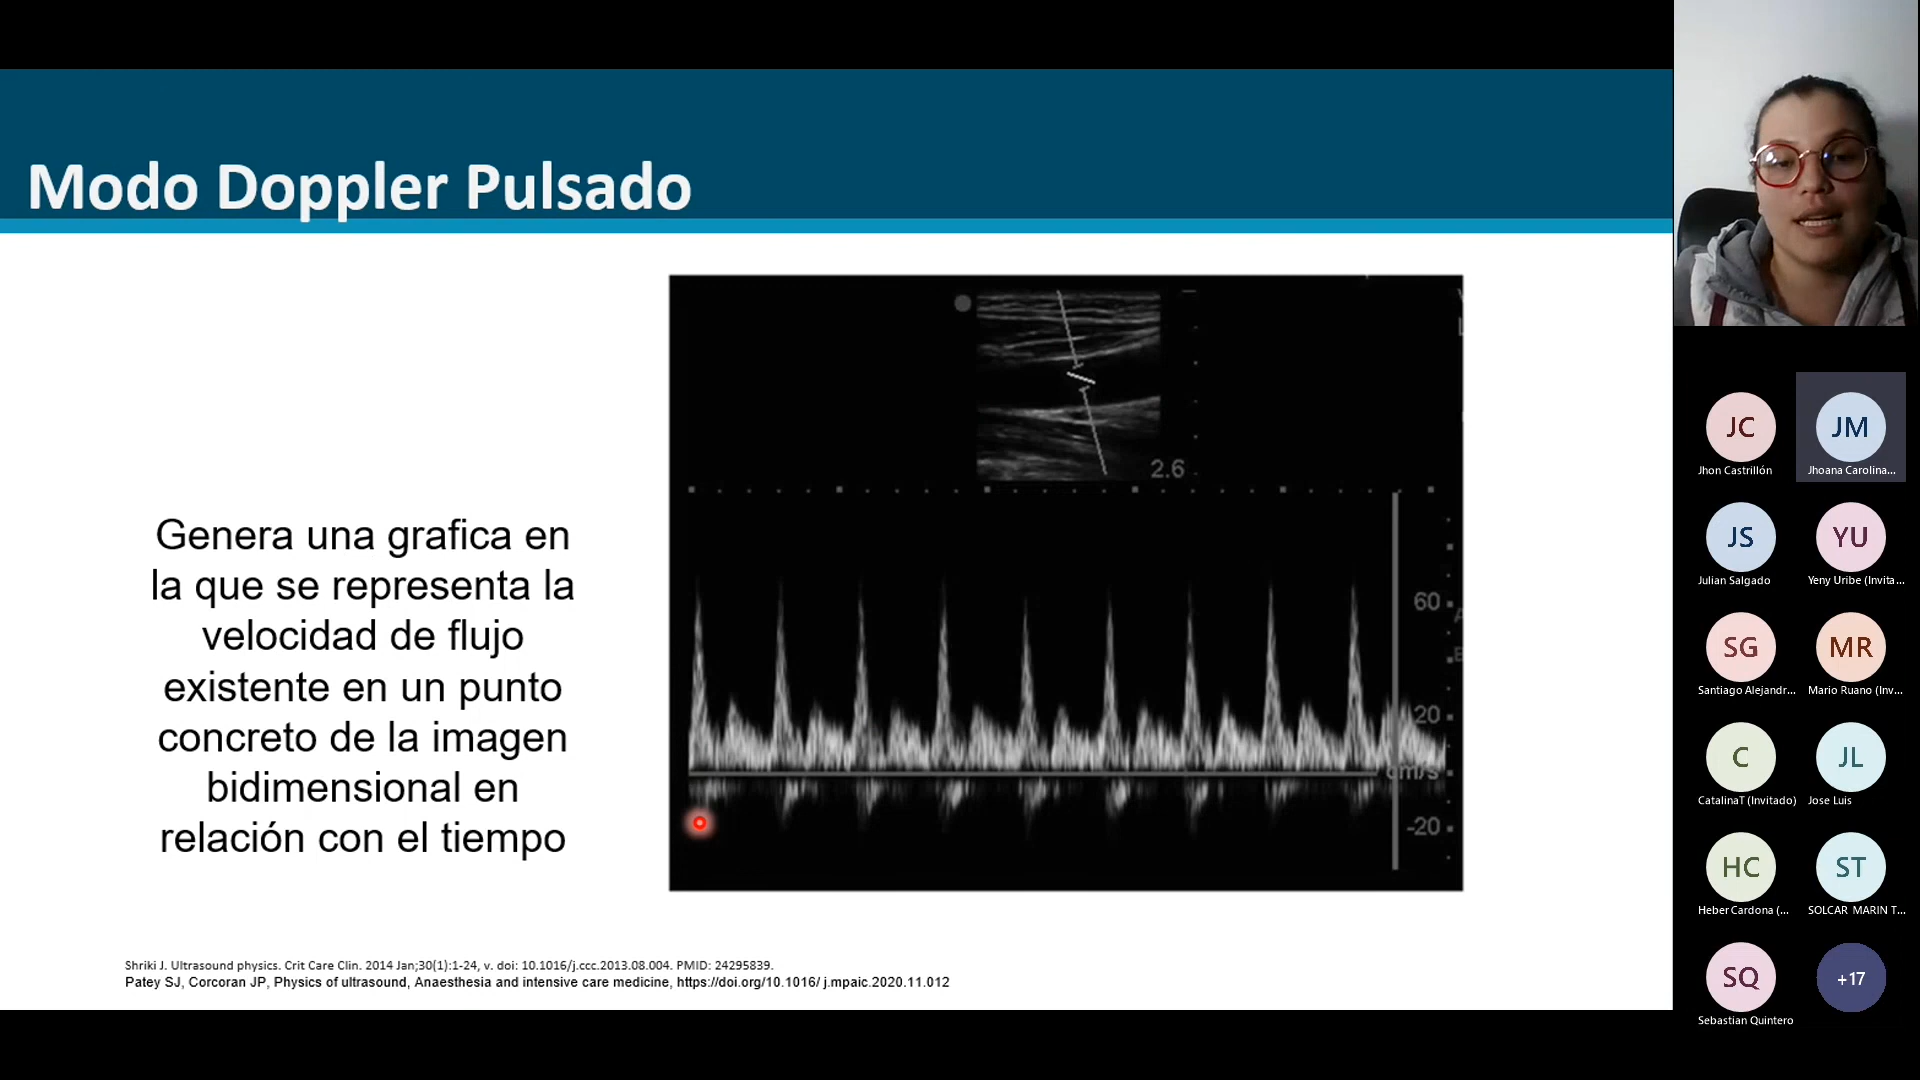 Modo Doppler Pulsado
Genera una grafica en
la que se representa la
velocidad de flujo
existente en un punto
concreto de la imagen
bidimensional en
relación con el tiempo
2.6
60
20
cm/s
-20
Shriki J. Ultrasound physics. Crit Care Clin. 2014 Jan;30(1):1-24, v. doi: 10.1016/j.ccc.2013.08.004. PMID: 24295839.
Patey SJ, Corcoran JP, Physics of ultrasound, Anaesthesia and intensive care medicine, https://doi.org/10.1016/ j.mpaic.2020.11.012
JC
JM
Jhon Castrillón
Jhoana Carolina...
JS
YU
Julian Salgado
Yeny Uribe (Invita...
SG
MR
Santiago Alejandr...
Mario Ruano (Inv...
C
JL
CatalinaT (Invitado)
Jose Luis
HC
ST
Heber Cardona (...
SOLCAR MARIN T...
SQ
+17
Sebastian Quintero